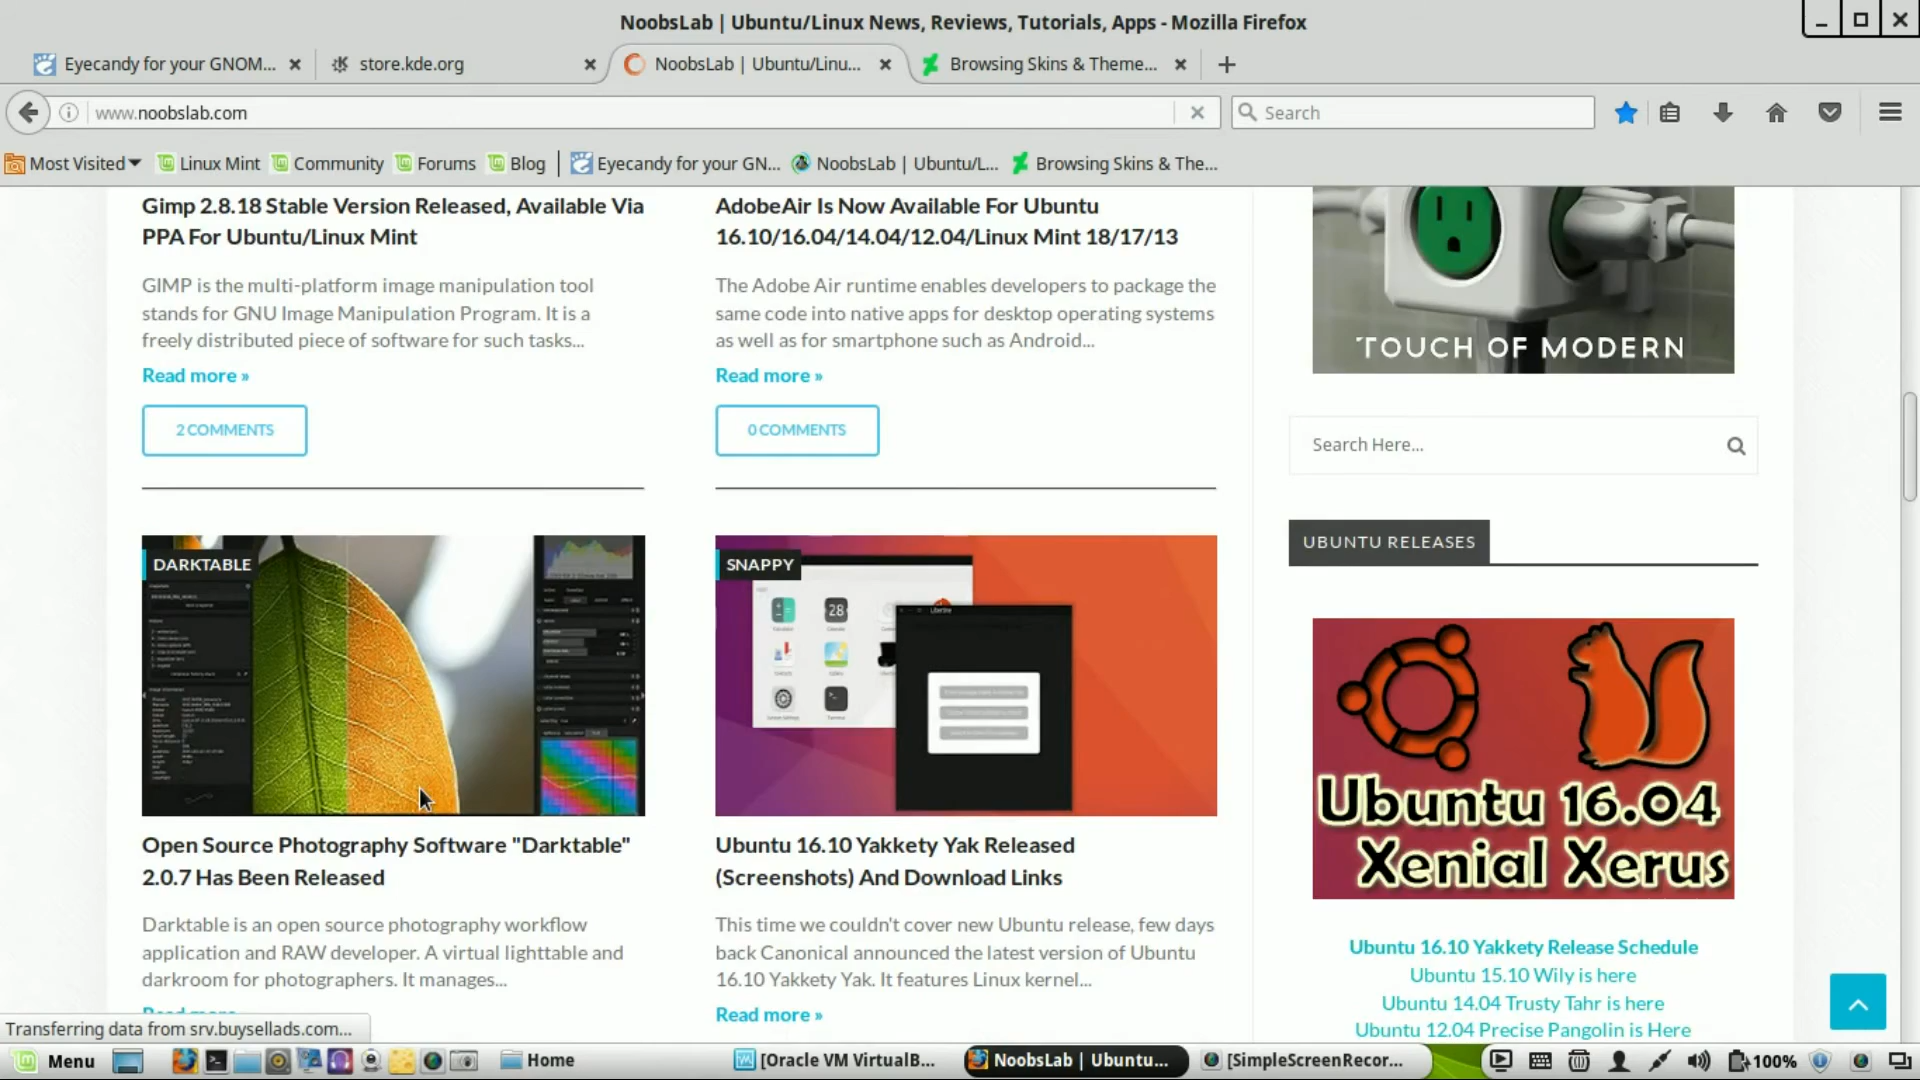 NoobsLab | Ubuntu/Linux News, Reviews, Tutorials, Apps - Mozilla Firefox
Eyecandy for your GNOM...
store.kde.org
NoobsLab | Ubuntu/Linu...
Browsing Skins & Theme...
www.noobslab.com
Search
Most Visited
Linux Mint
Community
Forums
Blog
Eyecandy for your GN...
NoobsLab | Ubuntu/L...
Browsing Skins & The...
Gimp 2.8.18 Stable Version Released, Available Via
PPA For Ubuntu/Linux Mint
GIMP is the multi-platform image manipulation tool
stands for GNU Image Manipulation Program. It is a
freely distributed piece of software for such tasks...
Read more »
2 COMMENTS
AdobeAir Is Now Available For Ubuntu
16.10/16.04/14.04/12.04/Linux Mint 18/17/13
The Adobe Air runtime enables developers to package the
same code into native apps for desktop operating systems
as well as for smartphone such as Android...
Read more »
0 COMMENTS
DARKTABLE
Open Source Photography Software "Darktable"
2.0.7 Has Been Released
Darktable is an open source photography workflow
application and RAW developer. A virtual lighttable and
darkroom for photographers. It manages...
Read more »
SNAPPY
28
Ubuntu 16.10 Yakkety Yak Released
(Screenshots) And Download Links
This time we couldn't cover new Ubuntu release, few days
back Canonical announced the latest version of Ubuntu
16.10 Yakkety Yak. It features Linux kernel...
Read more »
TOUCH OF MODERN
Search Here...
UBUNTU RELEASES
Ubuntu 16.04
Xenial Xerus
Ubuntu 16.10 Yakkety Release Schedule
Ubuntu 15.10 Wily is here
Ubuntu 14.04 Trusty Tahr is here
Ubuntu 12.04 Precise Pangolin is Here
Transferring data from srv.buysellads.com...
Menu
Home
[Oracle VM VirtualB...
NoobsLab | Ubuntu...
[SimpleScreenRecor...
100%